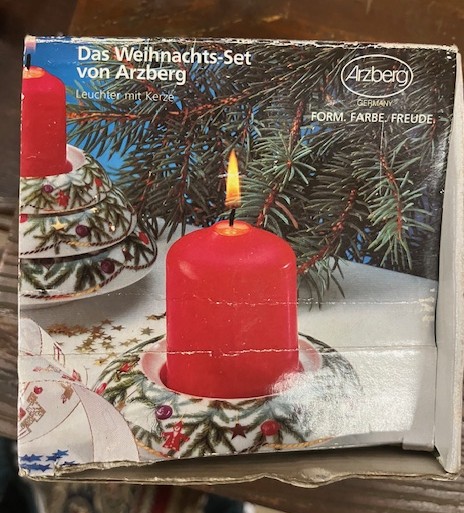 Das Weihnachts-Set
von Arzberg
Leuchter mit Kerze
Arzberg
GERMANY
FORM. FARBE. FREUDE.